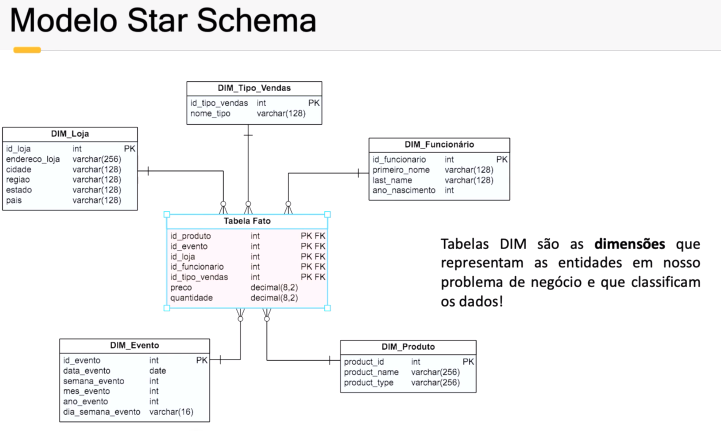 Modelo Star Schema
DIM_Tipo_Vendas
id_tipo_vendas int PK
nome_tipo varchar(128)
DIM_Loja
id_loja int PK
endereco_loja varchar(256)
cidade varchar(128)
regiao varchar(128)
estado varchar(128)
pais varchar(128)
DIM_Funcionário
id_funcionario int PK
primeiro_nome varchar(128)
last_name varchar(128)
ano_nascimento int
Tabela Fato
id_produto int PK FK
id_evento int PK FK
id_loja int PK FK
id_funcionario int PK FK
id_tipo_vendas int PK FK
preco decimal(8,2)
quantidade decimal(8,2)
Tabelas DIM são as dimensões que
representam as entidades em nosso
problema de negócio e que classificam
os dados!
DIM_Evento
id_evento int PK
data_evento date
semana_evento int
mes_evento int
ano_evento int
dia_semana_evento varchar(16)
DIM_Produto
product_id int PK
product_name varchar(256)
product_type varchar(256)